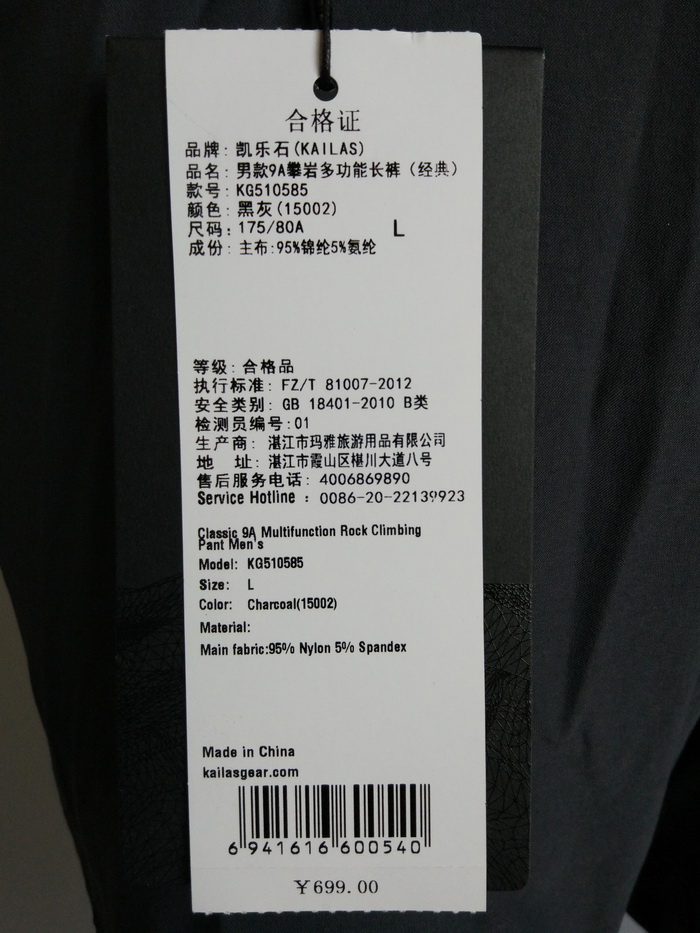 合格证
品牌: 凯乐石(KAILAS)
品名: 男款9A攀岩多功能长裤（经典）
款号: KG510585
颜色: 黑灰(15002)
尺码: 175/80A L
成份: 主布:95%锦纶5%氨纶
等级: 合格品
执行标准: FZ/T 81007-2012
安全类别: GB 18401-2010 B类
检测员编号:01
生产商: 湛江市玛雅旅游用品有限公司
地 址: 湛江市霞山区椹川大道八号
售后服务电话: 4006869890
Service Hotline : 0086-20-22139923
Classic 9A Multifunction Rock Climbing
Pant Men's
Model: KG510585
Size: L
Color: Charcoal(15002)
Material:
Main fabric:95% Nylon 5% Spandex
Made in China
kailasgear.com
6 941616 600540
￥699.00